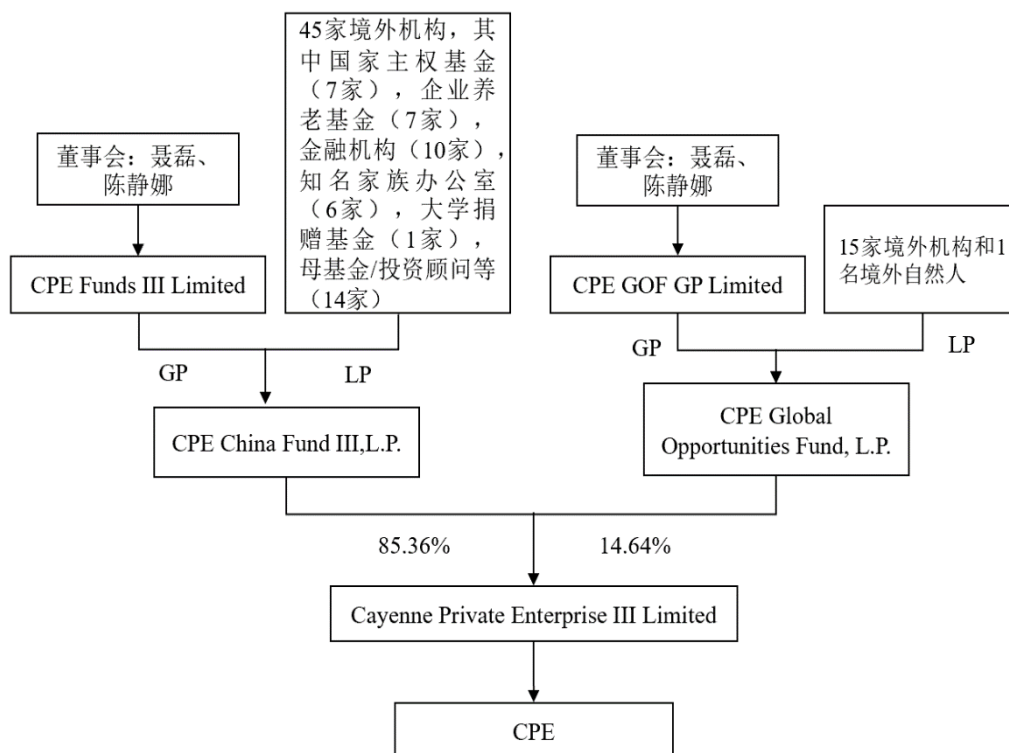 45家境外机构，其
中国家主权基金
（7家），企业养
老基金（7家），
金融机构（10家），
知名家族办公室
（6家），大学捐
赠基金（1家），
母基金/投资顾问等
（14家）
董事会：聂磊、
陈静娜
董事会：聂磊、
陈静娜
CPE Funds III Limited
CPE GOF GP Limited
15家境外机构和1
名境外自然人
GP
LP
GP
LP
CPE China Fund III,L.P.
CPE Global
Opportunities Fund, L.P.
85.36%
14.64%
Cayenne Private Enterprise III Limited
CPE